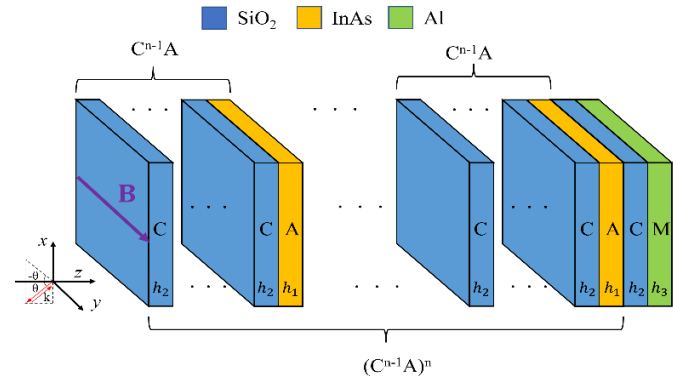 SiO₂ InAs Al
Cⁿ⁻¹A Cⁿ⁻¹A
. . . . . . . . .
B
C C A C C A C M
. . . . . . . . .
x
z
y
-θ
θ
k
h₂ h₂ h₁ h₂ h₂ h₁ h₂ h₃
. . . . . . . . .
(Cⁿ⁻¹A)ⁿ